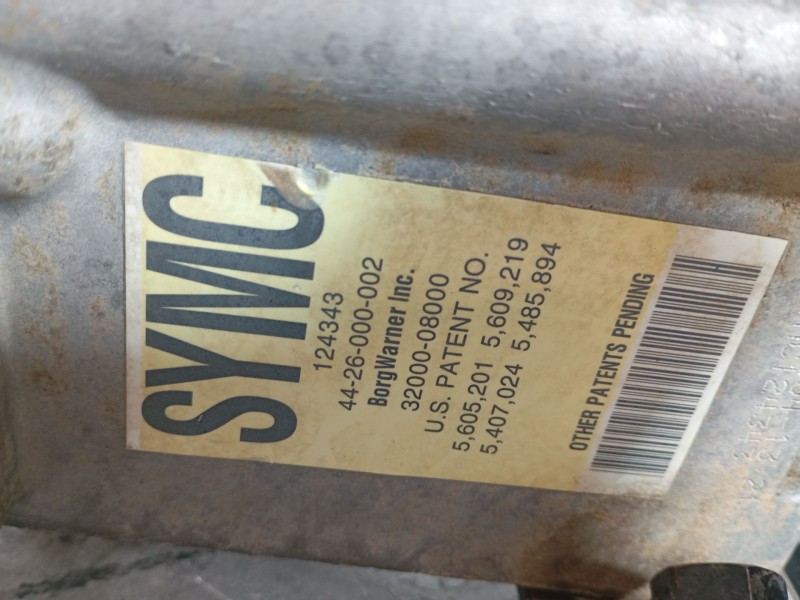 SYMC
124343
44-26-000-002
BorgWarner Inc.
32000-08000
U.S. PATENT NO.
5,605,201 5,609,219
5,407,024 5,485,894
OTHER PATENTS PENDING